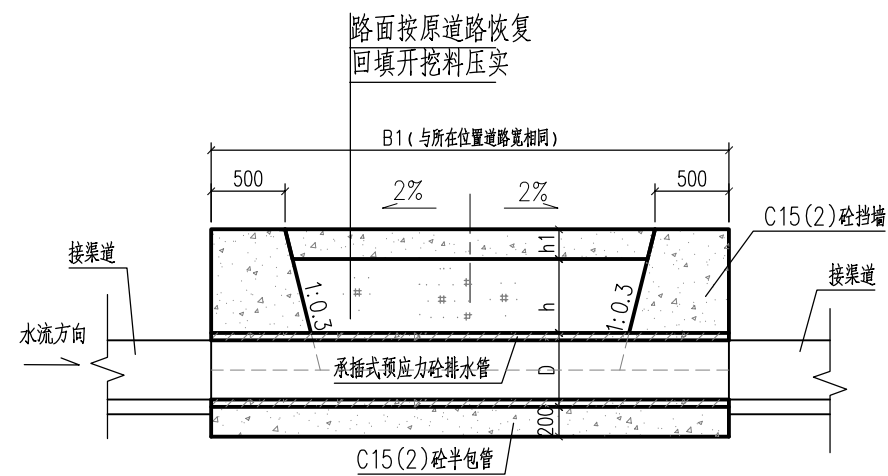 路面按原道路恢复
回填开挖料压实
B1(与所在位置道路宽相同)
500
2%
2%
500
C15(2)砼挡墙
接渠道
h1
接渠道
1:0.3
h
1:0.3
水流方向
承插式预应力砼排水管
D
200
C15(2)砼半包管